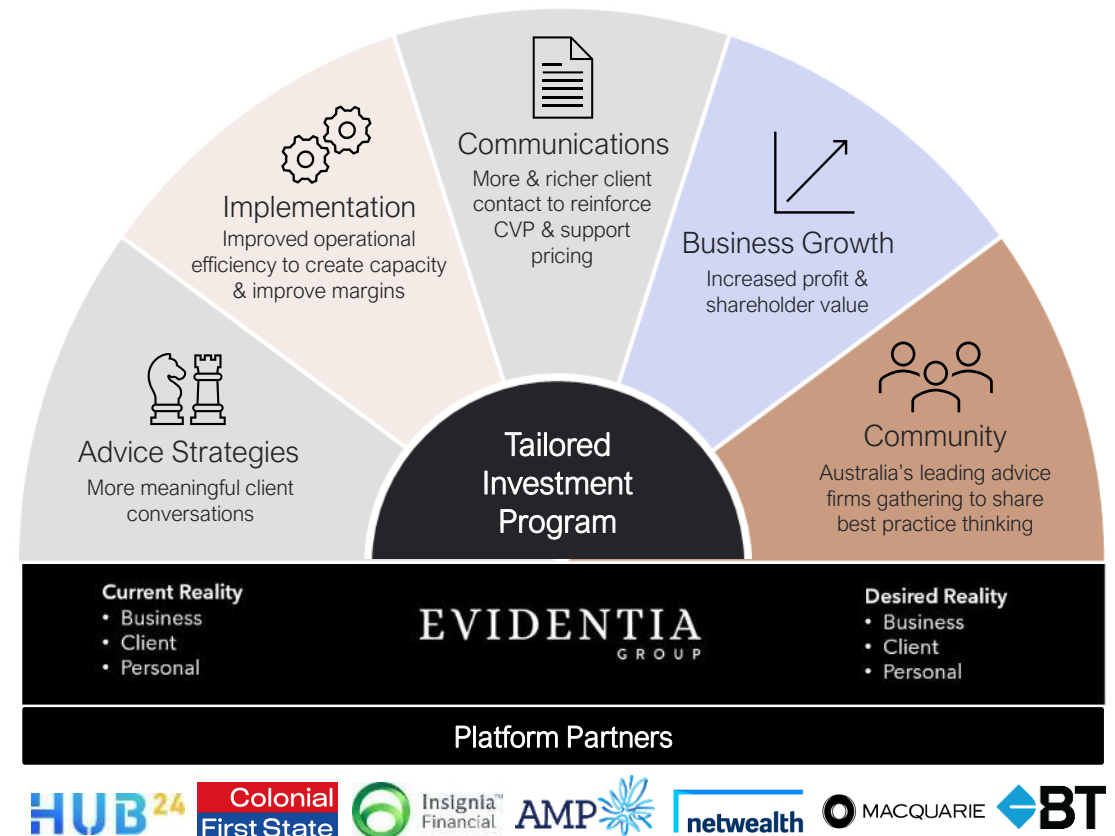 Communications
More & richer client
contact to reinforce
CVP & support
pricing
Implementation
Improved operational
efficiency to create capacity
& improve margins
Business Growth
Increased profit &
shareholder value
Advice Strategies
More meaningful client
conversations
Tailored
Investment
Program
Community
Australia's leading advice
firms gathering to share
best practice thinking
Current Reality
• Business
• Client
• Personal
EVIDENTIA
GROUP
Desired Reality
• Business
• Client
• Personal
Platform Partners
HUB24
Colonial
First State
Insignia™
Financial
AMP
netwealth
MACQUARIE
BT